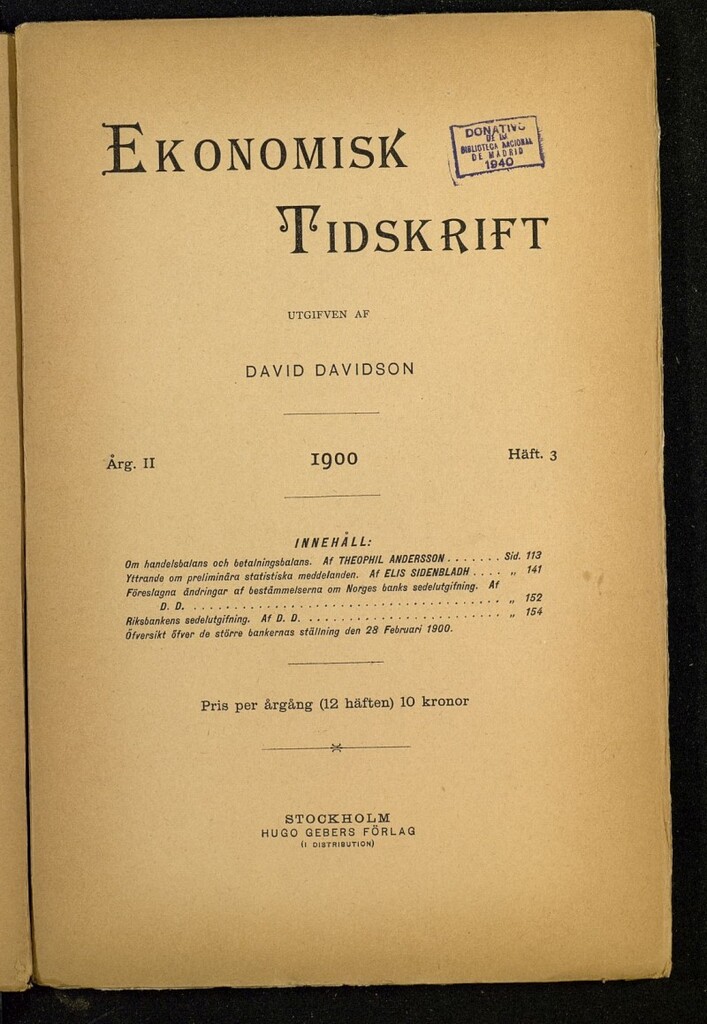 EKONOMISK
TIDSKRIFT
DONATIVO
DE LA
BIBLIOTECA NACIONAL
DE MADRID
1940
UTGIFVEN AF
DAVID DAVIDSON
Årg. II 1900 Häft. 3
INNEHÅLL:
Om handelsbalans och betalningsbalans. Af THEOPHIL ANDERSSON . . . . . . . Sid. 113
Yttrande om preliminära statistiska meddelanden. Af ELIS SIDENBLADH . . . . „ 141
Föreslagna ändringar af bestämmelserna om Norges banks sedelutgifning. Af
D. D. . . . . . . . . . . . . . . . . . . . . . . . . . . . . . . . . . „ 152
Riksbankens sedelutgifning. Af D. D. . . . . . . . . . . . . . . . . . . . „ 154
Öfversikt öfver de större bankernas ställning den 28 Februari 1900.
Pris per årgång (12 häften) 10 kronor
STOCKHOLM
HUGO GEBERS FÖRLAG
(I DISTRIBUTION)